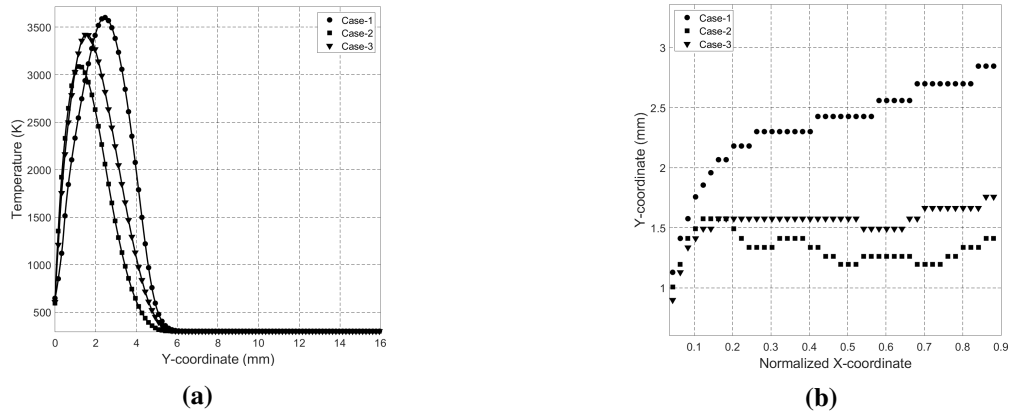 Case-1
Case-2
Case-3
3500
3000
2500
2000
1500
1000
500
Temperature (K)
0 2 4 6 8 10 12 14 16
Y-coordinate (mm)
(a)
Case-1
Case-2
Case-3
3
2.5
2
1.5
1
Y-coordinate (mm)
0.1 0.2 0.3 0.4 0.5 0.6 0.7 0.8 0.9
Normalized X-coordinate
(b)